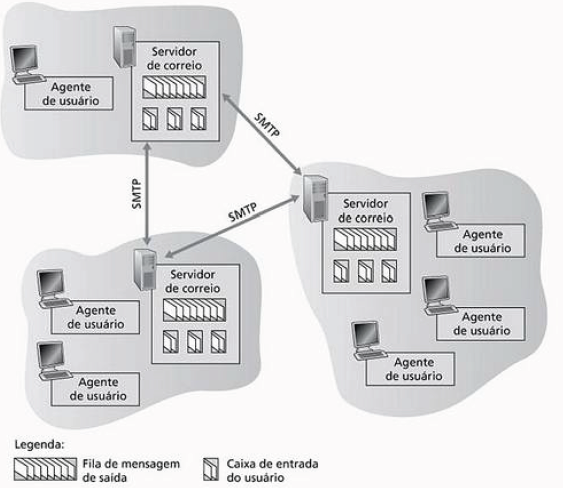 Servidor
de correio
Agente
de usuário
SMTP
SMTP
SMTP
Servidor
de correio
Agente
de usuário
Agente
de usuário
Agente
de usuário
Servidor
de correio
Agente
de usuário
Agente
de usuário
Legenda:
Fila de mensagem
de saída
Caixa de entrada
do usuário